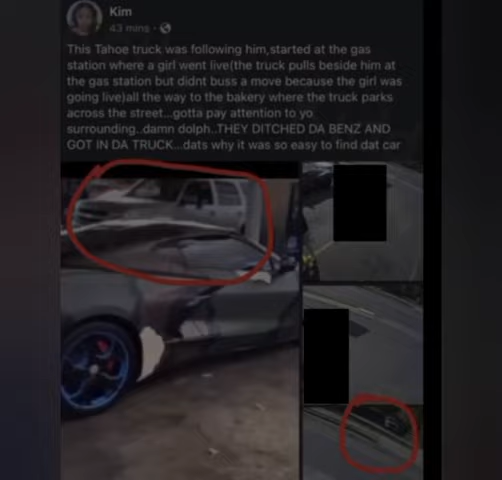 Kim
43 mins ·
This Tahoe truck was following him,started at the gas
station where a girl went live(the truck pulls beside him at
the gas station but didnt buss a move because the girl was
going live)all the way to the bakery where the truck parks
across the street...gotta pay attention to yo
surrounding..damn dolph..THEY DITCHED DA BENZ AND
GOT IN DA TRUCK...dats why it was so easy to find dat car